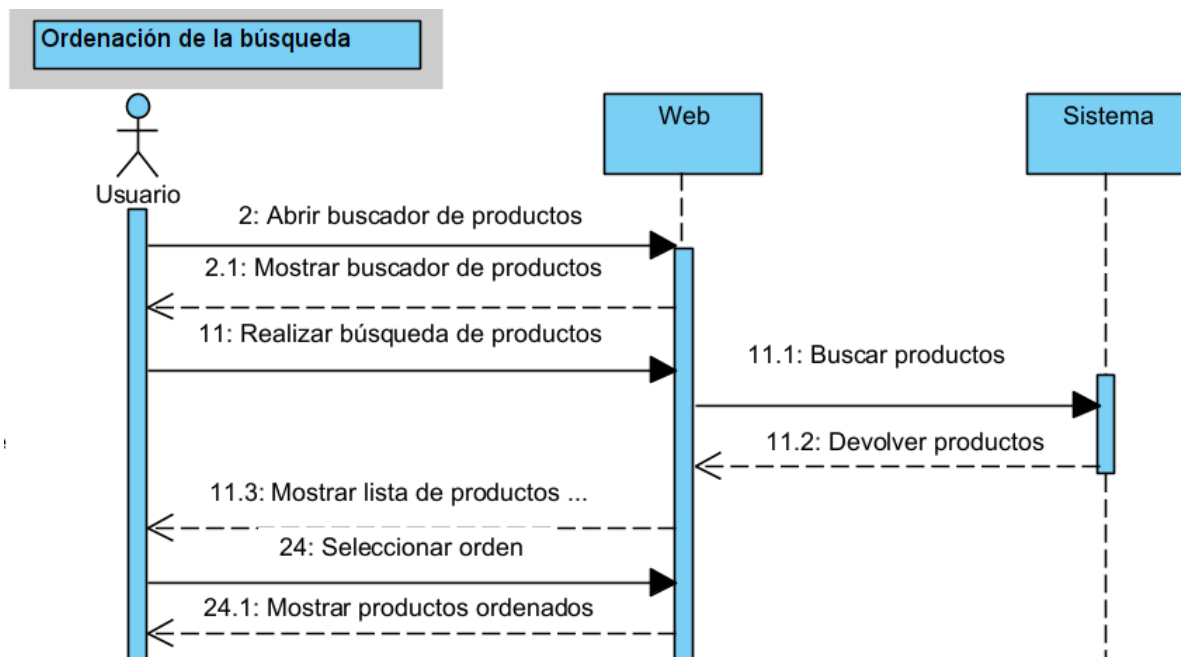 Ordenación de la búsqueda
Web
Sistema
Usuario
2: Abrir buscador de productos
2.1: Mostrar buscador de productos
11: Realizar búsqueda de productos
11.1: Buscar productos
11.2: Devolver productos
11.3: Mostrar lista de productos ...
24: Seleccionar orden
24.1: Mostrar productos ordenados